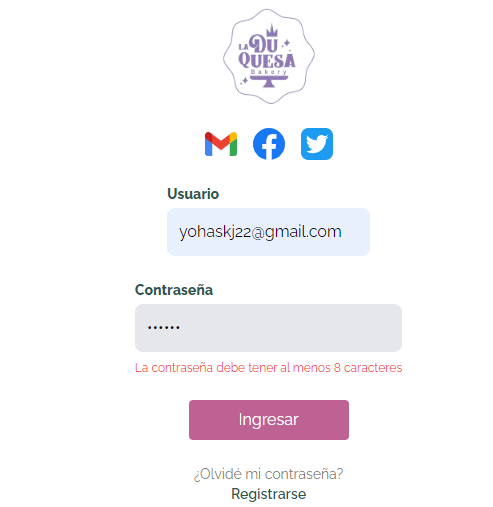 LA DU
QUESA
Bakery
Usuario
yohaskj22@gmail.com
Contraseña
••••••
La contraseña debe tener al menos 8 caracteres
Ingresar
¿Olvidé mi contraseña?
Registrarse